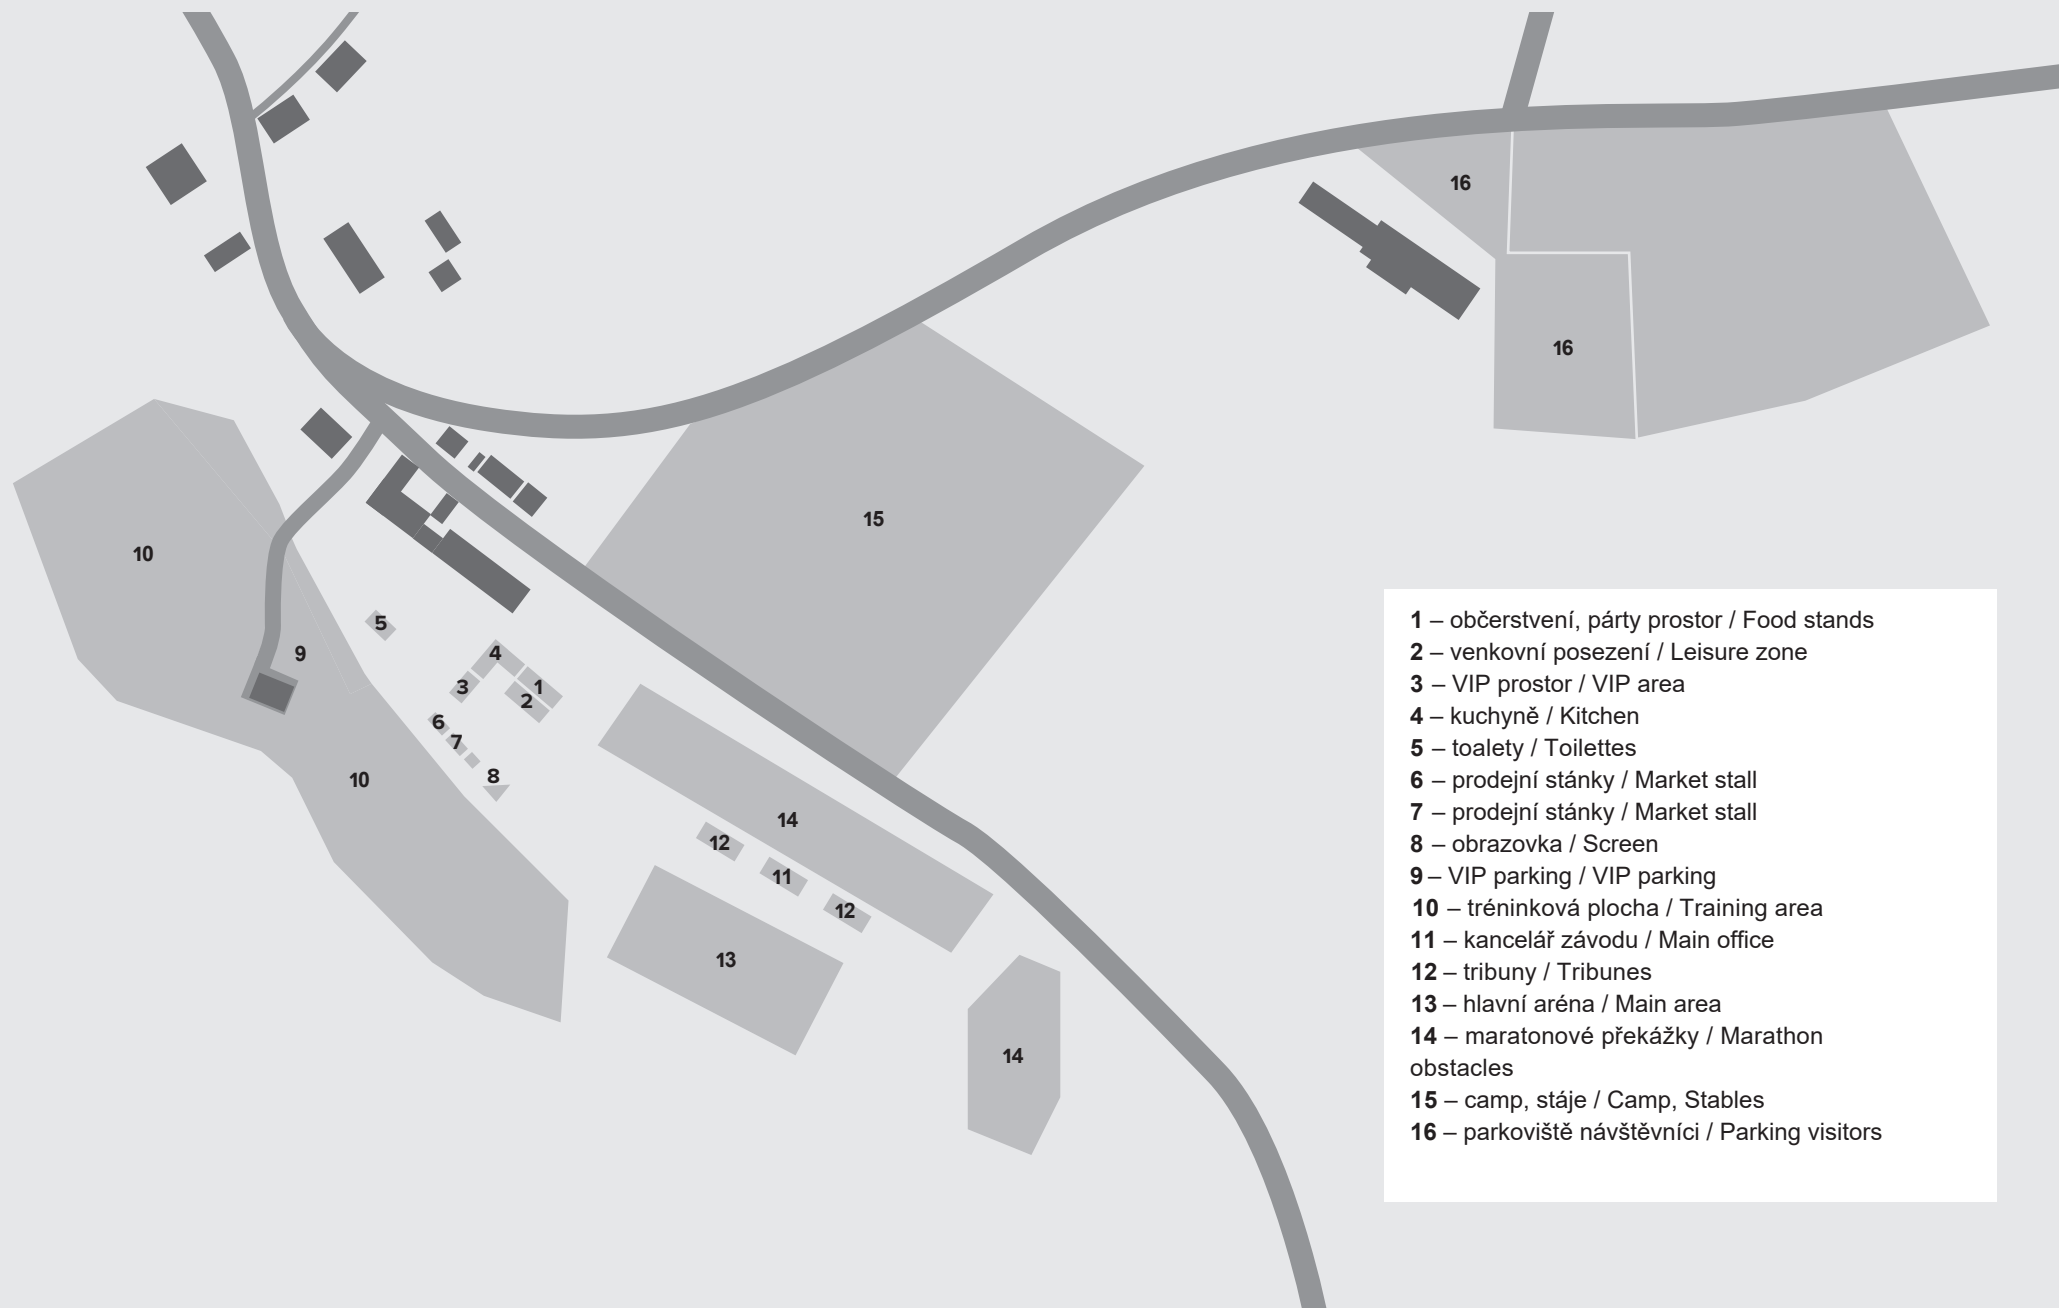 16
16
15
10
5
9
4
3
1
2
6
7
8
10
14
12
11
12
13
14
1 – občerstvení, párty prostor / Food stands
2 – venkovní posezení / Leisure zone
3 – VIP prostor / VIP area
4 – kuchyně / Kitchen
5 – toalety / Toilettes
6 – prodejní stánky / Market stall
7 – prodejní stánky / Market stall
8 – obrazovka / Screen
9 – VIP parking / VIP parking
10 – tréninková plocha / Training area
11 – kancelář závodu / Main office
12 – tribuny / Tribunes
13 – hlavní aréna / Main area
14 – maratonové překážky / Marathon
obstacles
15 – camp, stáje / Camp, Stables
16 – parkoviště návštěvníci / Parking visitors